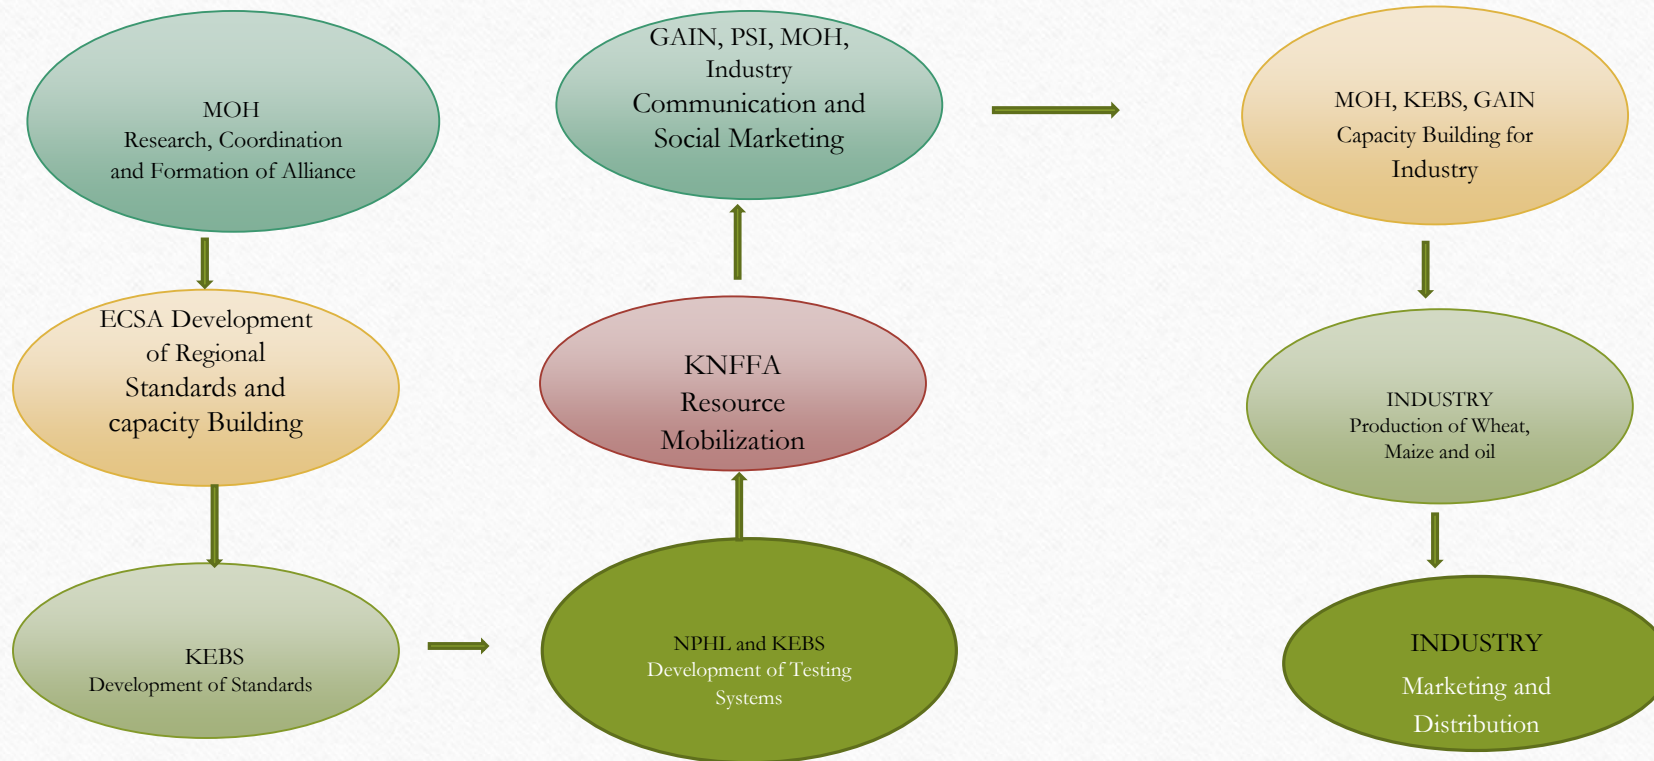 MOH
Research, Coordination
and Formation of Alliance
ECSA Development
of Regional
Standards and
capacity Building
KEBS
Development of Standards
NPHL and KEBS
Development of Testing
Systems
KNFFA
Resource
Mobilization
GAIN, PSI, MOH,
Industry
Communication and
Social Marketing
MOH, KEBS, GAIN
Capacity Building for
Industry
INDUSTRY
Production of Wheat,
Maize and oil
INDUSTRY
Marketing and
Distribution